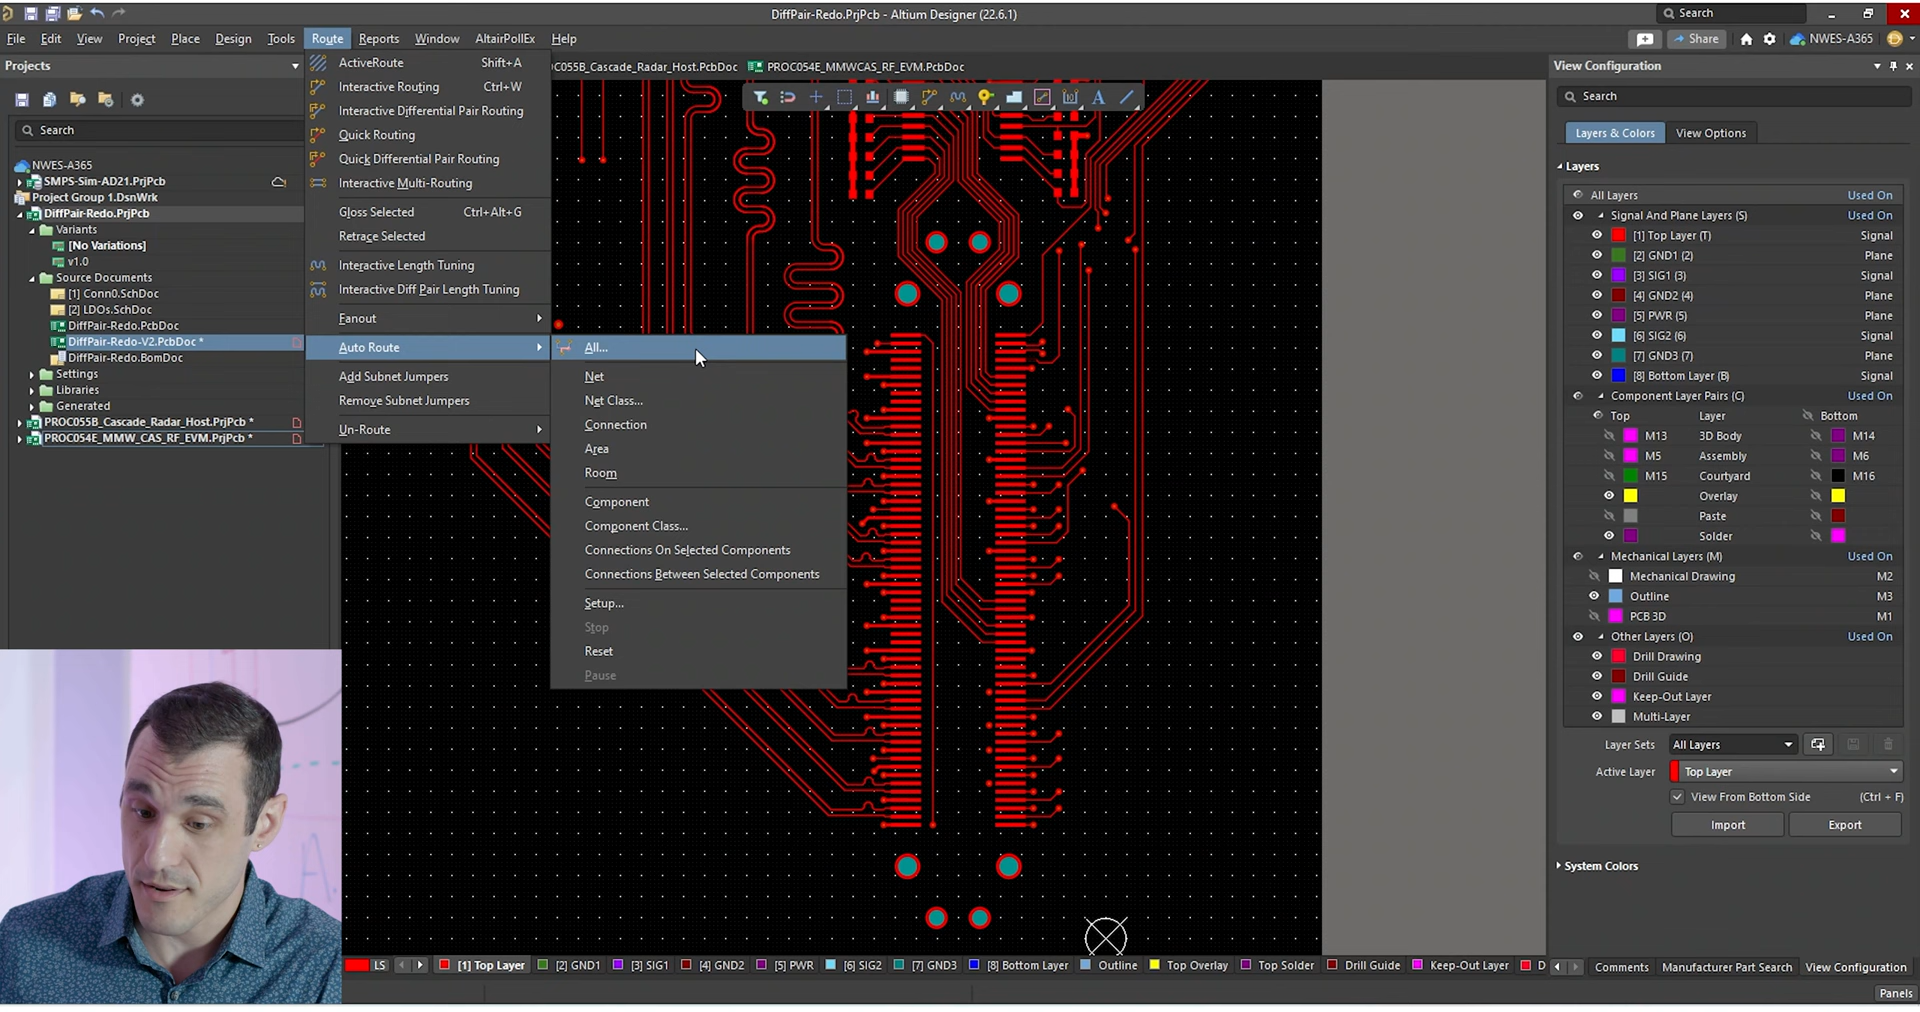 DiffPair-Redo.PrjPcb - Altium Designer (22.6.1)
Search
File Edit View Project Place Design Tools Route Reports Window AltairPollEx Help
Share
NWES-A365
Projects
Search
NWES-A365
SMPS-Sim-AD21.PrjPcb
Project Group 1.DsnWrk
DiffPair-Redo.PrjPcb
Variants
[No Variations]
v1.0
Source Documents
[1] Conn0.SchDoc
[2] LDOs.SchDoc
DiffPair-Redo.PcbDoc
DiffPair-Redo-V2.PcbDoc *
DiffPair-Redo.BomDoc
Settings
Libraries
Generated
PROC055B_Cascade_Radar_Host.PrjPcb *
PROC054E_MMW_CAS_RF_EVM.PrjPcb *
ActiveRoute Shift+A
Interactive Routing Ctrl+W
Interactive Differential Pair Routing
Quick Routing
Quick Differential Pair Routing
Interactive Multi-Routing
Gloss Selected Ctrl+Alt+G
Retrace Selected
Interactive Length Tuning
Interactive Diff Pair Length Tuning
Fanout
Auto Route
Add Subnet Jumpers
Remove Subnet Jumpers
Un-Route
All...
Net
Net Class...
Connection
Area
Room
Component
Component Class...
Connections On Selected Components
Connections Between Selected Components
Setup...
Stop
Reset
Pause
OC055B_Cascade_Radar_Host.PcbDoc
PROC054E_MMWCAS_RF_EVM.PcbDoc
A
View Configuration
Search
Layers & Colors View Options
Layers
All Layers Used On
Signal And Plane Layers (S) Used On
[1] Top Layer (T) Signal
[2] GND1 (2) Plane
[3] SIG1 (3) Signal
[4] GND2 (4) Plane
[5] PWR (5) Plane
[6] SIG2 (6) Signal
[7] GND3 (7) Plane
[8] Bottom Layer (B) Signal
Component Layer Pairs (C) Used On
Top Layer Bottom
M13 3D Body M14
M5 Assembly M6
M15 Courtyard M16
Overlay
Paste
Solder
Mechanical Layers (M) Used On
Mechanical Drawing M2
Outline M3
PCB 3D M1
Other Layers (O) Used On
Drill Drawing
Drill Guide
Keep-Out Layer
Multi-Layer
Layer Sets All Layers
Active Layer Top Layer
View From Bottom Side (Ctrl + F)
Import Export
System Colors
LS [1] Top Layer [2] GND1 [3] SIG1 [4] GND2 [5] PWR [6] SIG2 [7] GND3 [8] Bottom Layer Outline Top Overlay Top Solder Drill Guide Keep-Out Layer D
Comments Manufacturer Part Search View Configuration
Panels